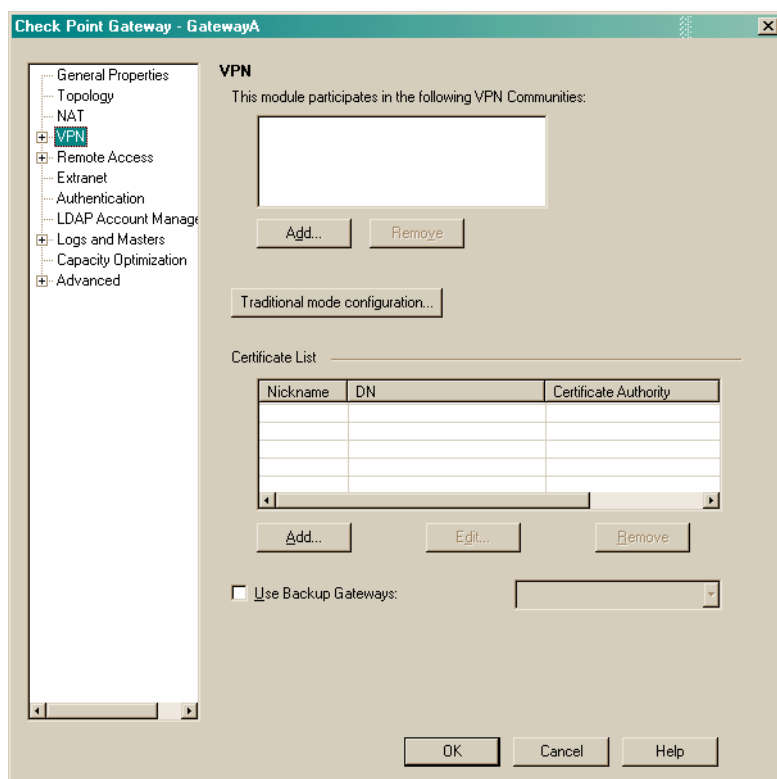 Check Point Gateway - GatewayA
General Properties
Topology
NAT
VPN
Remote Access
Extranet
Authentication
LDAP Account Manage
Logs and Masters
Capacity Optimization
Advanced
VPN
This module participates in the following VPN Communities:
Add... Remove
Traditional mode configuration...
Certificate List
Nickname DN Certificate Authority
Add... Edit... Remove
Use Backup Gateways:
OK Cancel Help